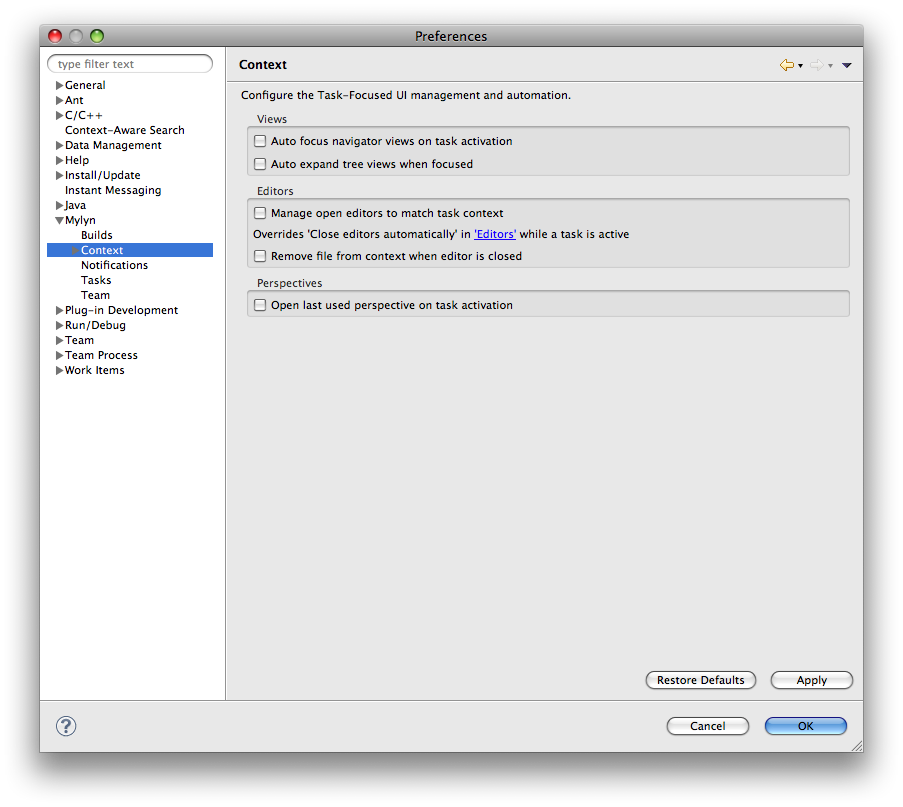 Preferences
type filter text
General
Ant
C/C++
Context-Aware Search
Data Management
Help
Install/Update
Instant Messaging
Java
Mylyn
Builds
Context
Notifications
Tasks
Team
Plug-in Development
Run/Debug
Team
Team Process
Work Items
Context
Configure the Task-Focused UI management and automation.
Views
Auto focus navigator views on task activation
Auto expand tree views when focused
Editors
Manage open editors to match task context
Overrides 'Close editors automatically' in 'Editors' while a task is active
Remove file from context when editor is closed
Perspectives
Open last used perspective on task activation
Restore Defaults
Apply
?
Cancel
OK